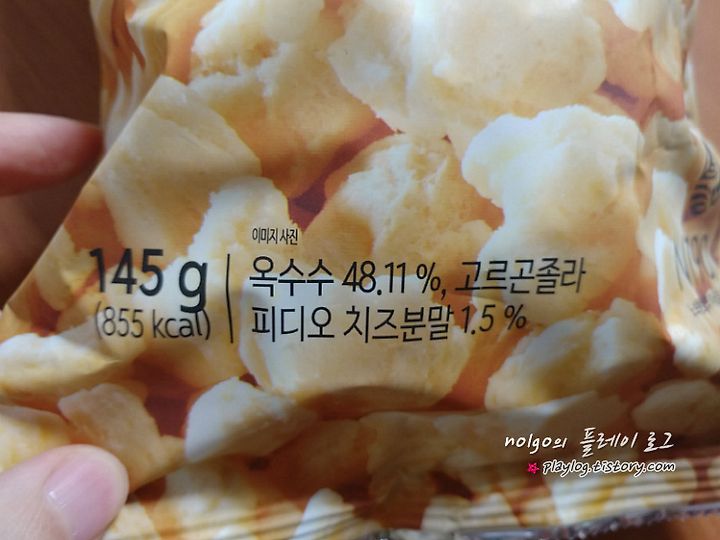 이미지 사진
145 g
(855 kcal)
옥수수 48.11 %, 고르곤졸라
피디오 치즈분말 1.5 %
nolgo의 플레이 로그
Playlog.tistory.com